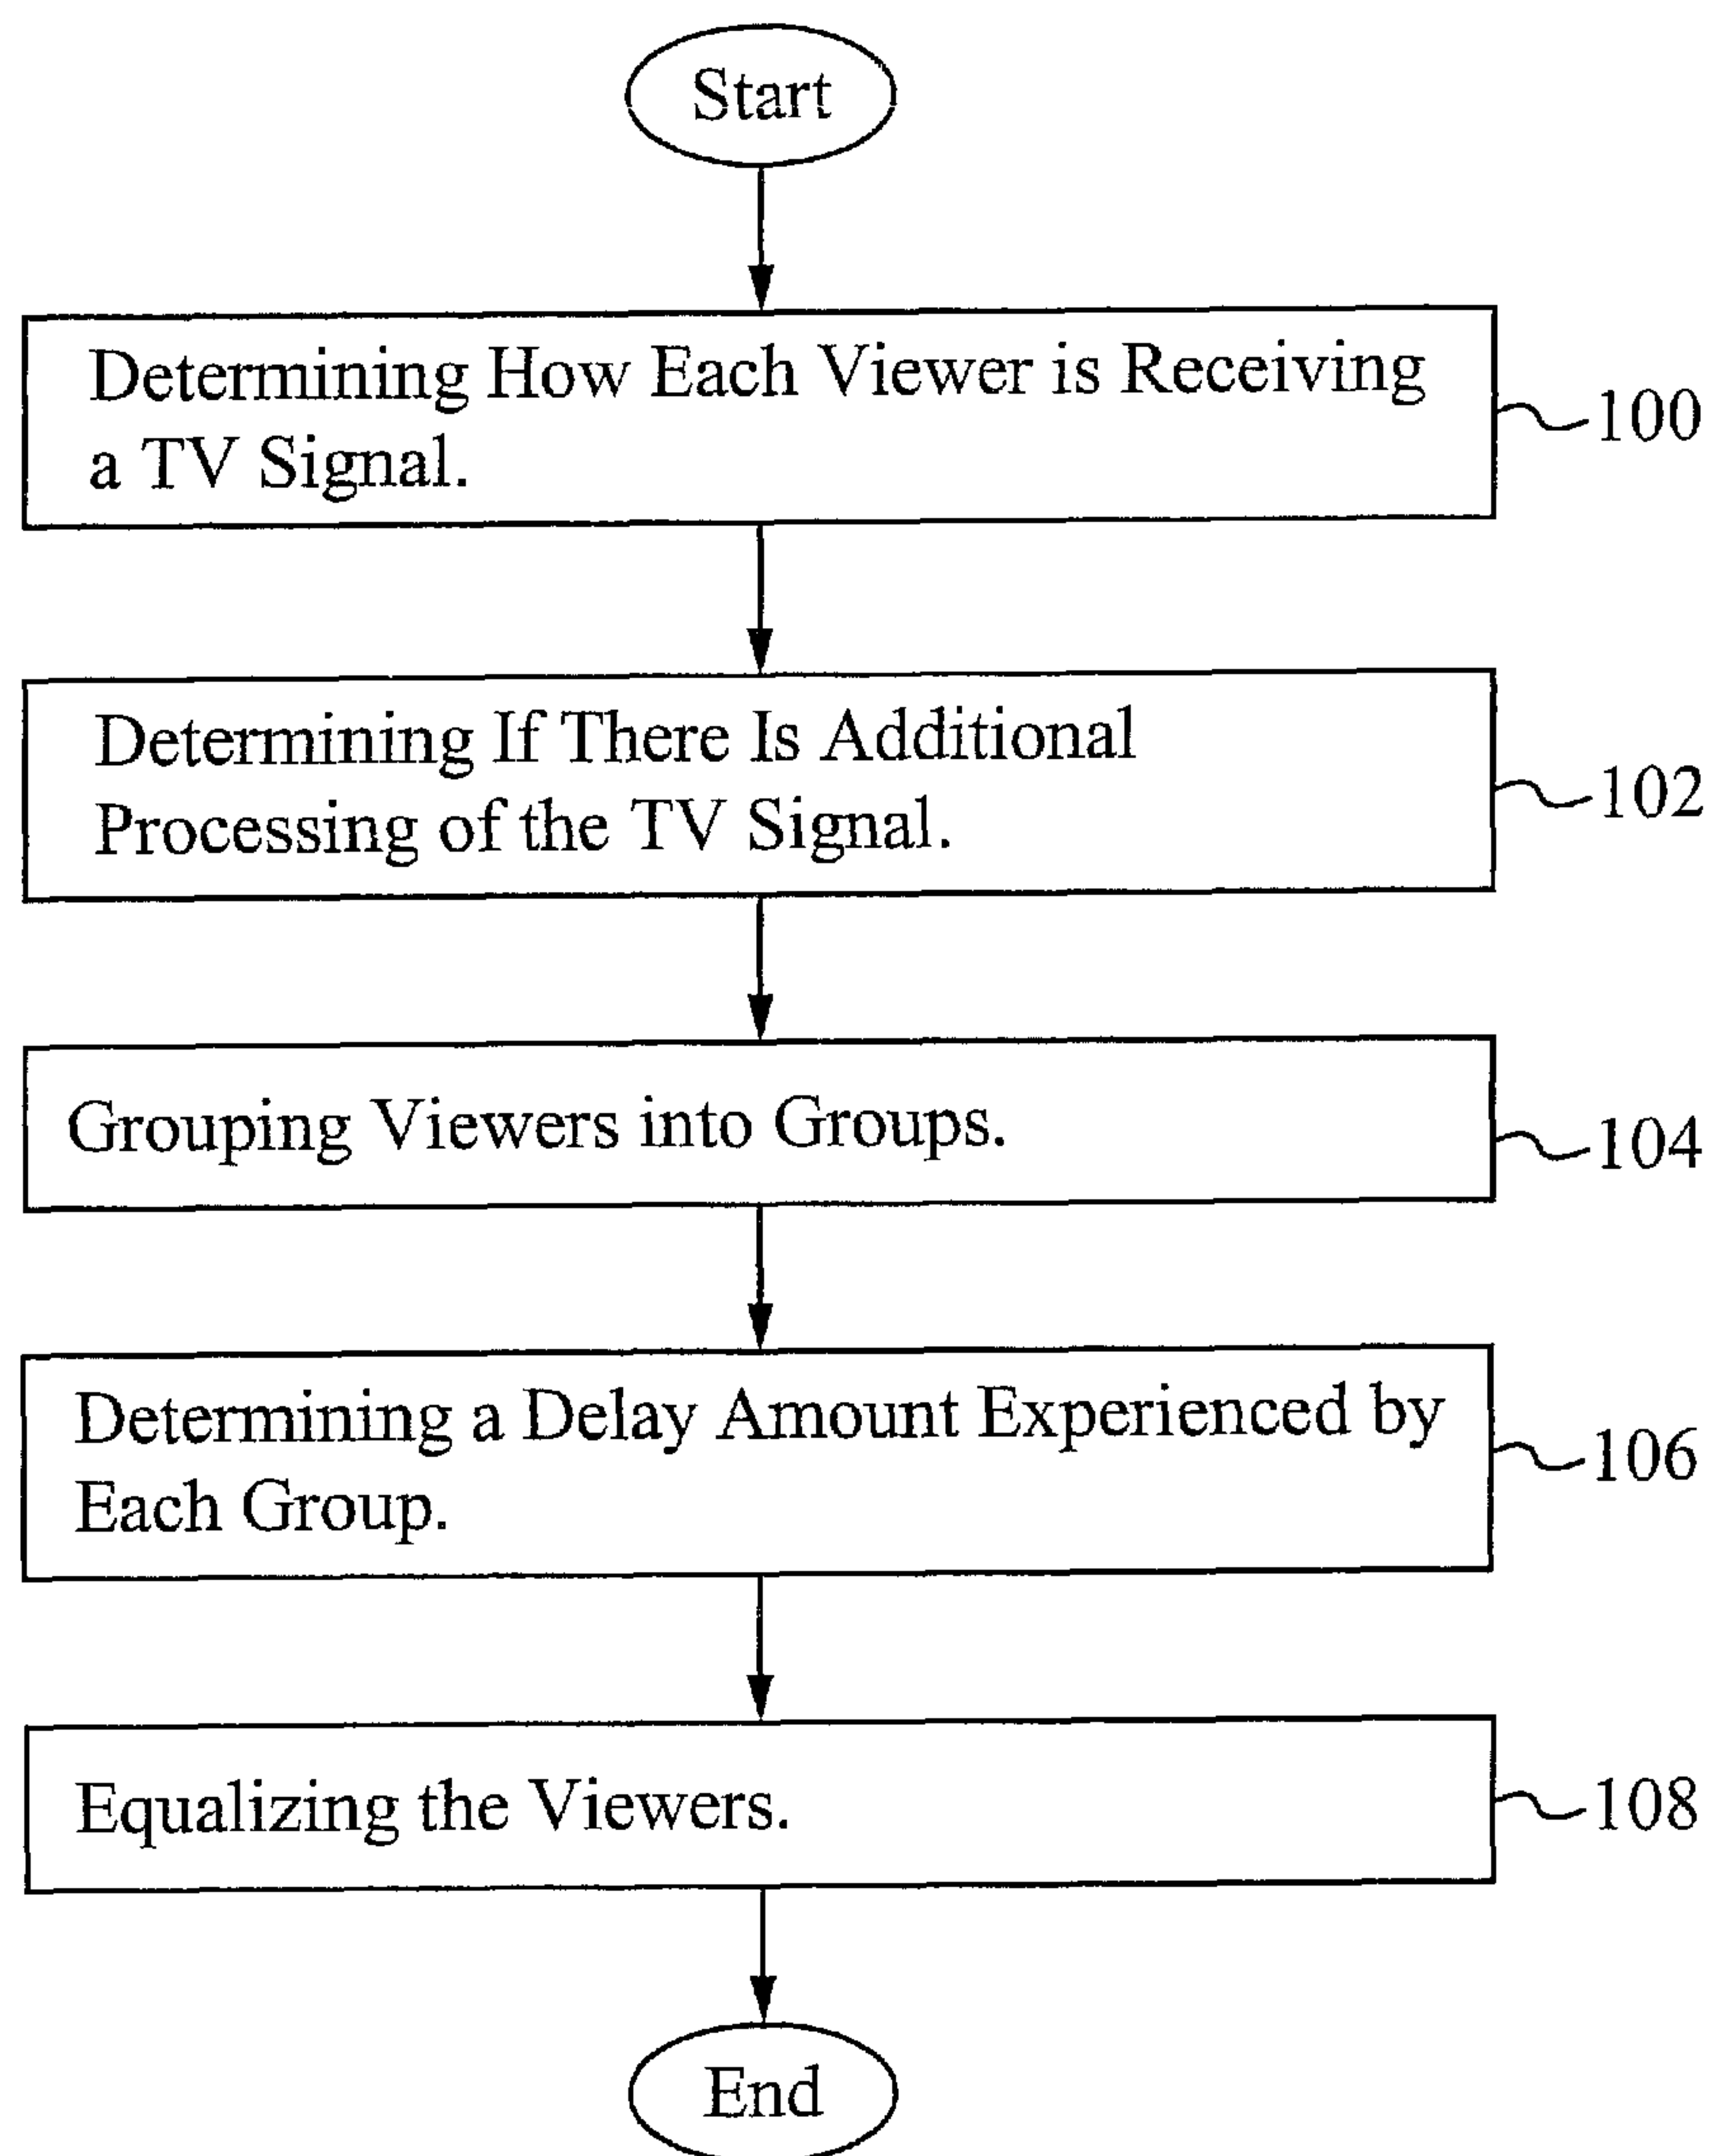 Start
Determining How Each Viewer is Receiving
a TV Signal.
100
Determining If There Is Additional
Processing of the TV Signal.
102
Grouping Viewers into Groups.
104
Determining a Delay Amount Experienced by
Each Group.
106
Equalizing the Viewers.
108
End